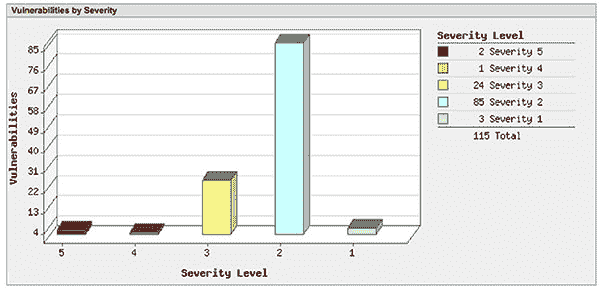 Vulnerabilities by Severity
Severity Level
2 Severity 5
1 Severity 4
24 Severity 3
85 Severity 2
3 Severity 1
115 Total
Vulnerabilities
85
76
67
58
49
40
31
22
13
4
5 4 3 2 1
Severity Level